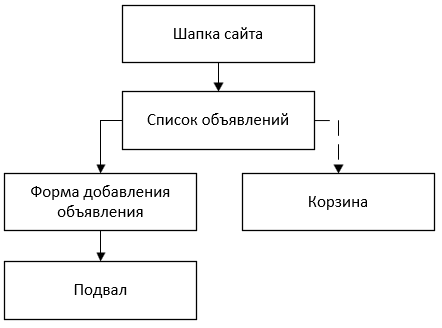 Шапка сайта
Список объявлений
Форма добавления
объявления
Корзина
Подвал